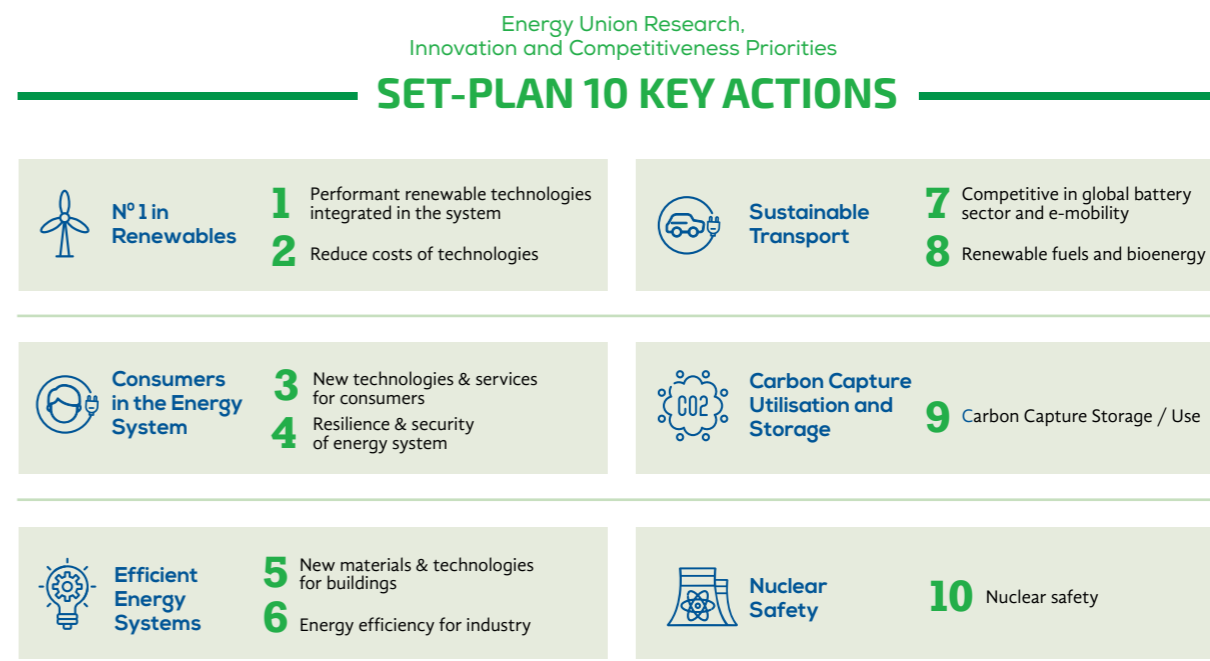 Energy Union Research,
Innovation and Competitiveness Priorities
SET-PLAN 10 KEY ACTIONS
Nº 1 in
Renewables
1 Performant renewable technologies
integrated in the system
2 Reduce costs of technologies
Sustainable
Transport
7 Competitive in global battery
sector and e-mobility
8 Renewable fuels and bioenergy
Consumers
in the Energy
System
3 New technologies & services
for consumers
4 Resilience & security
of energy system
CO2
Carbon Capture
Utilisation and
Storage
9 Carbon Capture Storage / Use
Efficient
Energy
Systems
5 New materials & technologies
for buildings
6 Energy efficiency for industry
Nuclear
Safety
10 Nuclear safety